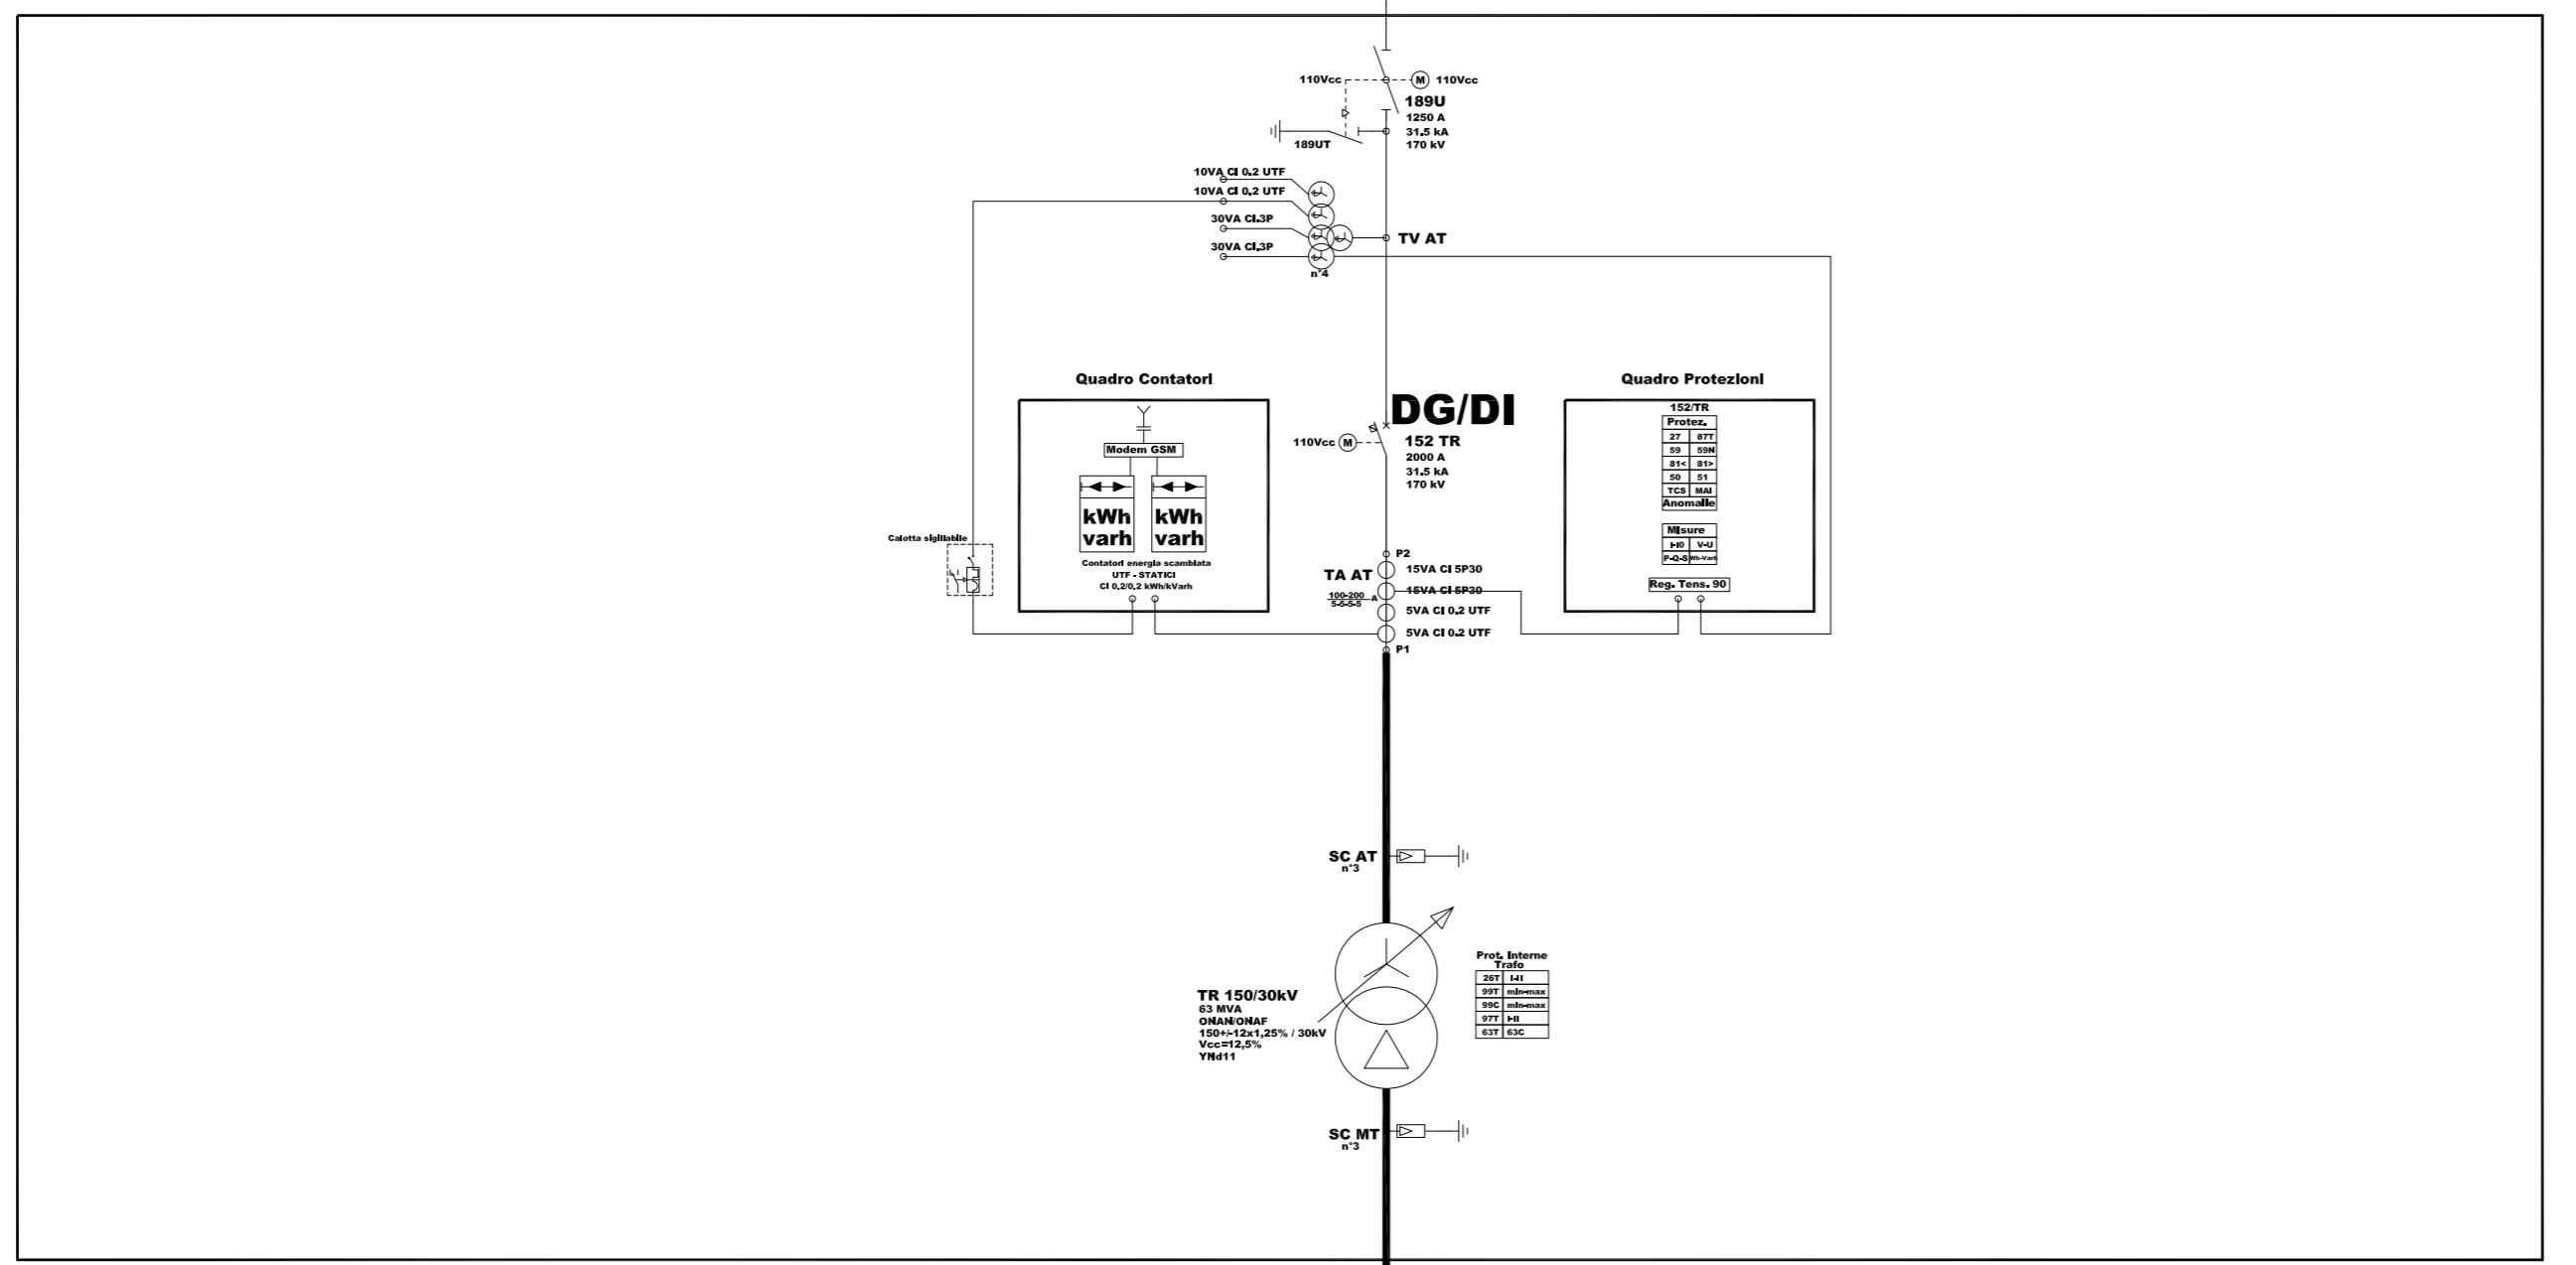 110Vcc
M
110Vcc
189U
1250 A
31.5 kA
170 kV
189UT
10VA Cl 0.2 UTF
10VA Cl 0.2 UTF
30VA Cl.3P
30VA Cl.3P
n°4
TV AT
Quadro Contatori
Modem GSM
kWh
varh
kWh
varh
Contatori energia scambiata
UTF - STATICI
Cl 0.2/0.2 kWh/kVarh
Calotta sigillabile
DG/DI
110Vcc
M
152 TR
2000 A
31.5 kA
170 kV
Quadro Protezioni
152/TR
Protez.
27 87T
59 59N
81< 81>
50 51
TCS MAI
Anomalie
Misure
I-I0 V-U
P-Q-S Wh-Varh
Reg. Tens. 90
P2
TA AT
100-200 A
5-5-5-5
15VA Cl 5P30
15VA Cl 5P30
5VA Cl 0.2 UTF
5VA Cl 0.2 UTF
P1
SC AT
n°3
TR 150/30kV
63 MVA
ONAN/ONAF
150+/-12x1,25% / 30kV
Vcc=12,5%
YNd11
Prot. Interne
Trafo
26T I-II
99T min-max
99C min-max
97T I-II
63T 63C
SC MT
n°3